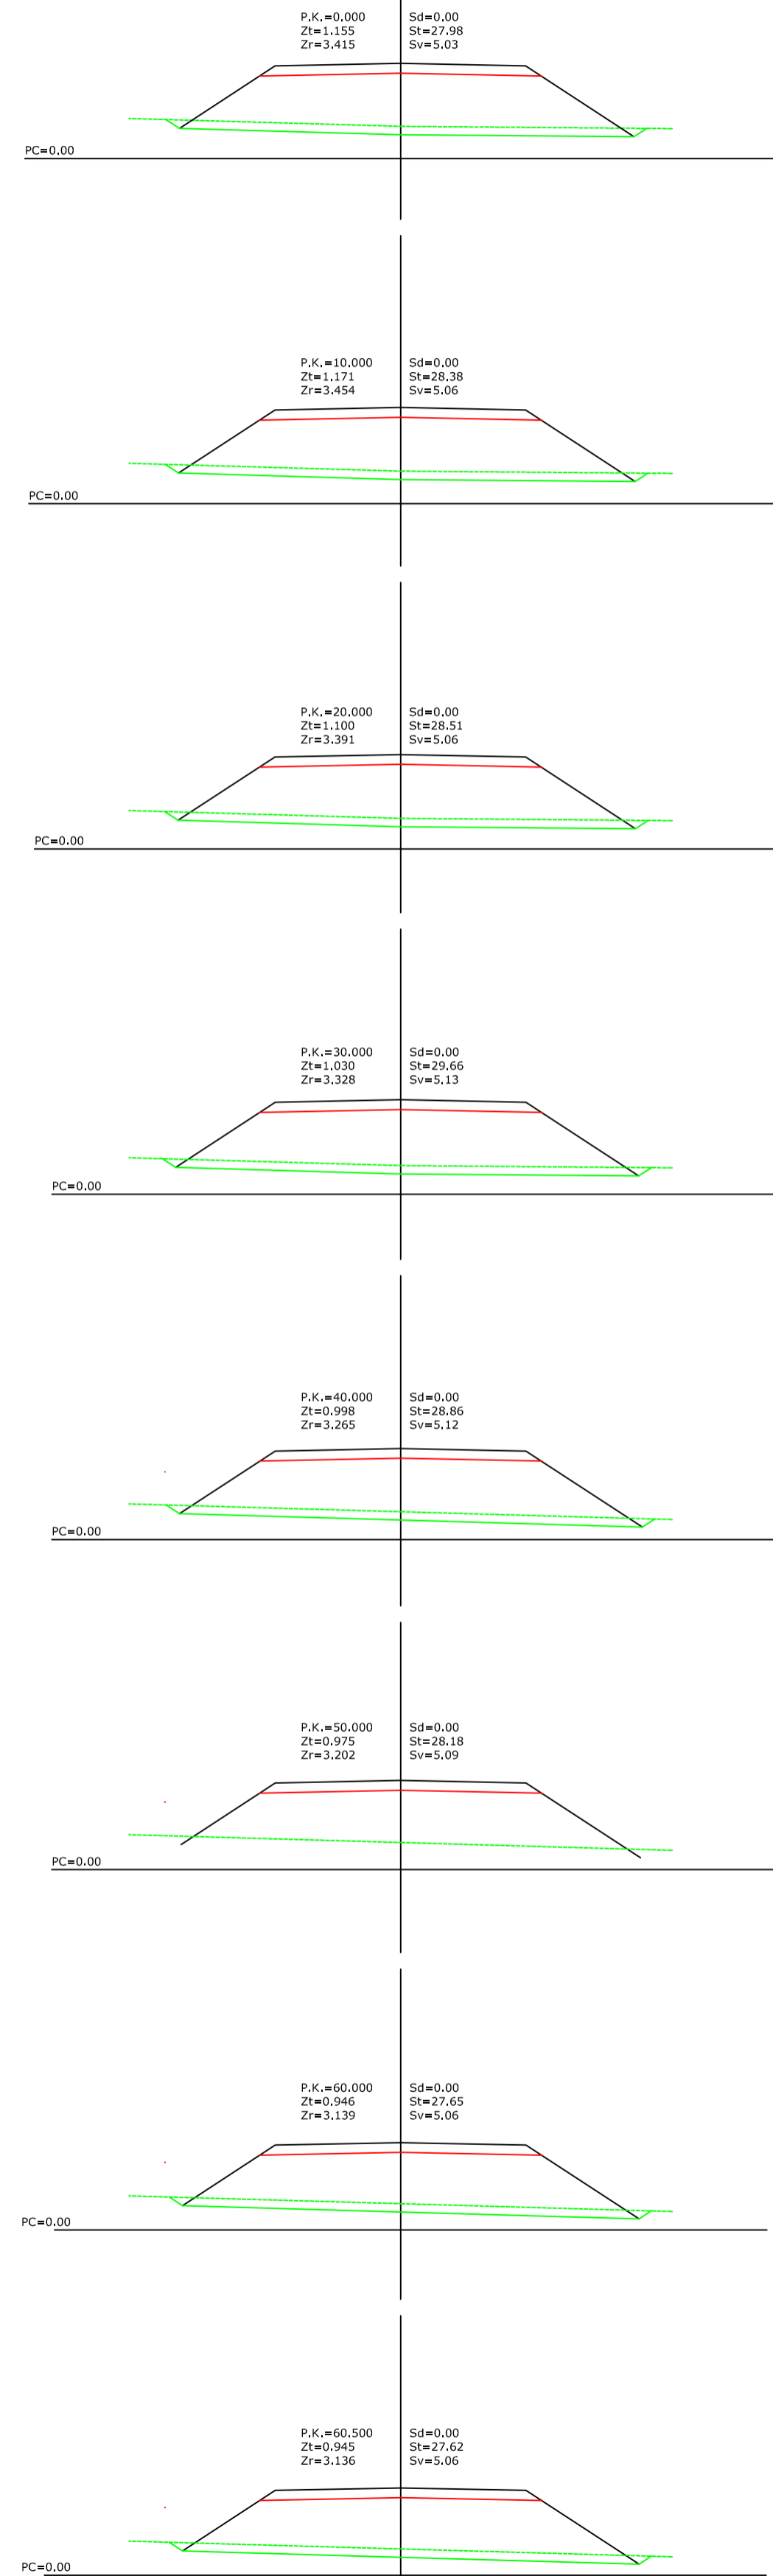 P.K.=0.000 Sd=0.00
Zt=1.155 St=27.98
Zr=3.415 Sv=5.03
PC=0.00
P.K.=10.000 Sd=0.00
Zt=1.171 St=28.38
Zr=3.454 Sv=5.06
PC=0.00
P.K.=20.000 Sd=0.00
Zt=1.100 St=28.51
Zr=3.391 Sv=5.06
PC=0.00
P.K.=30.000 Sd=0.00
Zt=1.030 St=29.66
Zr=3.328 Sv=5.13
PC=0.00
P.K.=40.000 Sd=0.00
Zt=0.998 St=28.86
Zr=3.265 Sv=5.12
PC=0.00
P.K.=50.000 Sd=0.00
Zt=0.975 St=28.18
Zr=3.202 Sv=5.09
PC=0.00
P.K.=60.000 Sd=0.00
Zt=0.946 St=27.65
Zr=3.139 Sv=5.06
PC=0.00
P.K.=60.500 Sd=0.00
Zt=0.945 St=27.62
Zr=3.136 Sv=5.06
PC=0.00